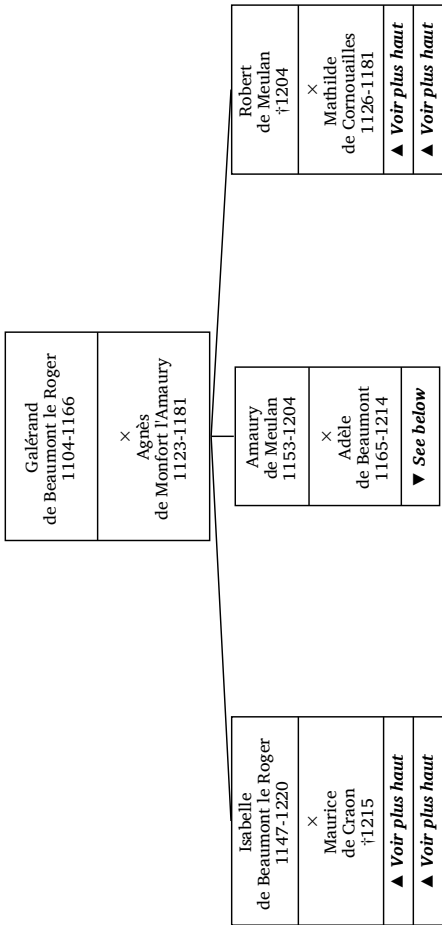 Galérand
de Beaumont le Roger
1104-1166
×
Agnès
de Monfort l'Amaury
1123-1181
Isabelle
de Beaumont le Roger
1147-1220
×
Maurice
de Craon
†1215
▲ Voir plus haut
▲ Voir plus haut
Amaury
de Meulan
1153-1204
×
Adèle
de Beaumont
1165-1214
▼ See below
Robert
de Meulan
†1204
×
Mathilde
de Cornouailles
1126-1181
▲ Voir plus haut
▲ Voir plus haut